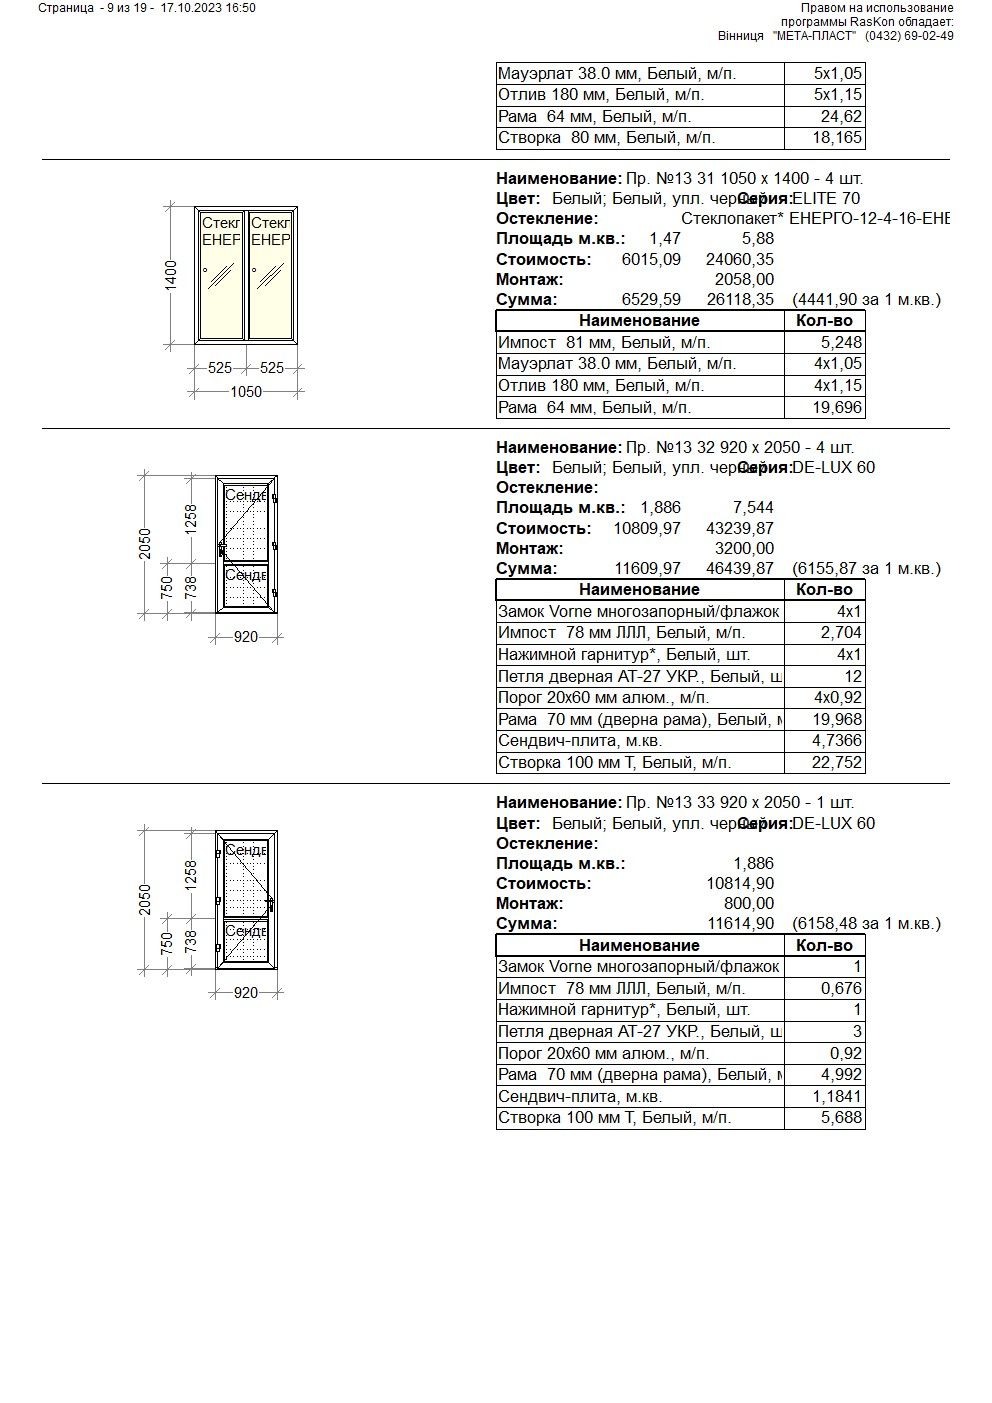 Страница - 9 из 19 - 17.10.2023 16:50
Правом на использование
программы RasKon обладает:
Вінниця "МЕТА-ПЛАСТ" (0432) 69-02-49
Мауэрлат 38.0 мм, Белый, м/п. 5x1,05
Отлив 180 мм, Белый, м/п. 5x1,15
Рама 64 мм, Белый, м/п. 24,62
Створка 80 мм, Белый, м/п. 18,165
Наименование: Пр. №13 31 1050 x 1400 - 4 шт.
Цвет: Белый; Белый, упл. черный Серия: ELITE 70
Остекление: Стеклопакет* ЕНЕРГО-12-4-16-ЕНЕ
Площадь м.кв.: 1,47 5,88
Стоимость: 6015,09 24060,35
Монтаж: 2058,00
Сумма: 6529,59 26118,35 (4441,90 за 1 м.кв.)
Наименование Кол-во
Импост 81 мм, Белый, м/п. 5,248
Мауэрлат 38.0 мм, Белый, м/п. 4x1,05
Отлив 180 мм, Белый, м/п. 4x1,15
Рама 64 мм, Белый, м/п. 19,696
Стекл Стекл
ЕНЕР ЕНЕР
1400
525 525
1050
Наименование: Пр. №13 32 920 x 2050 - 4 шт.
Цвет: Белый; Белый, упл. черный Серия: DE-LUX 60
Остекление:
Площадь м.кв.: 1,886 7,544
Стоимость: 10809,97 43239,87
Монтаж: 3200,00
Сумма: 11609,97 46439,87 (6155,87 за 1 м.кв.)
Наименование Кол-во
Замок Vorne многозапорный/флажок 4x1
Импост 78 мм ЛЛЛ, Белый, м/п. 2,704
Нажимной гарнитур*, Белый, шт. 4x1
Петля дверная АТ-27 УКР., Белый, ш 12
Порог 20x60 мм алюм., м/п. 4x0,92
Рама 70 мм (дверна рама), Белый, м 19,968
Сендвич-плита, м.кв. 4,7366
Створка 100 мм Т, Белый, м/п. 22,752
Сендв
Сендв
2050
1258
750
738
920
Наименование: Пр. №13 33 920 x 2050 - 1 шт.
Цвет: Белый; Белый, упл. черный Серия: DE-LUX 60
Остекление:
Площадь м.кв.: 1,886
Стоимость: 10814,90
Монтаж: 800,00
Сумма: 11614,90 (6158,48 за 1 м.кв.)
Наименование Кол-во
Замок Vorne многозапорный/флажок 1
Импост 78 мм ЛЛЛ, Белый, м/п. 0,676
Нажимной гарнитур*, Белый, шт. 1
Петля дверная АТ-27 УКР., Белый, ш 3
Порог 20x60 мм алюм., м/п. 0,92
Рама 70 мм (дверна рама), Белый, м 4,992
Сендвич-плита, м.кв. 1,1841
Створка 100 мм Т, Белый, м/п. 5,688
Сендв
Сендв
2050
1258
750
738
920